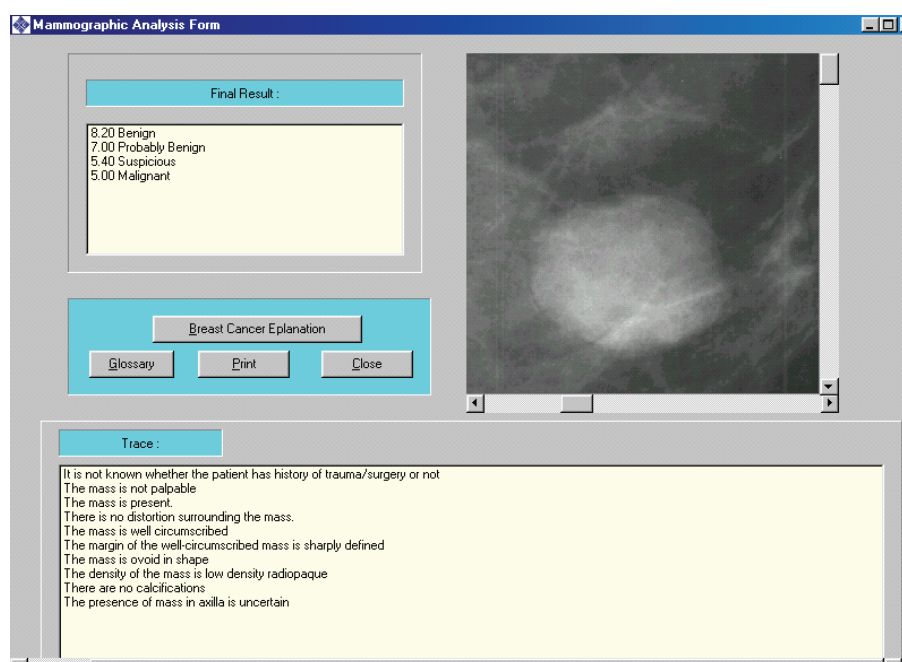 Mammographic Analysis Form
Final Result :
8.20 Benign
7.00 Probably Benign
5.40 Suspicious
5.00 Malignant
Breast Cancer Eplanation
Glossary
Print
Close
Trace :
It is not known whether the patient has history of trauma/surgery or not
The mass is not palpable
The mass is present.
There is no distortion surrounding the mass.
The mass is well circumscribed
The margin of the well-circumscribed mass is sharply defined
The mass is ovoid in shape
The density of the mass is low density radiopaque
There are no calcifications
The presence of mass in axilla is uncertain